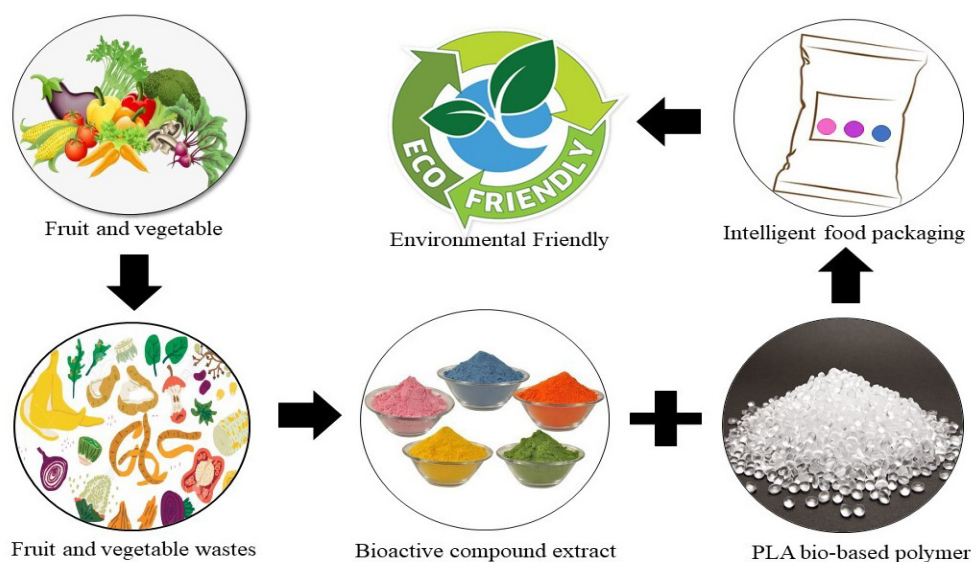 ECO FRIENDLY
Fruit and vegetable
Environmental Friendly
Intelligent food packaging
Fruit and vegetable wastes
Bioactive compound extract
PLA bio-based polymer